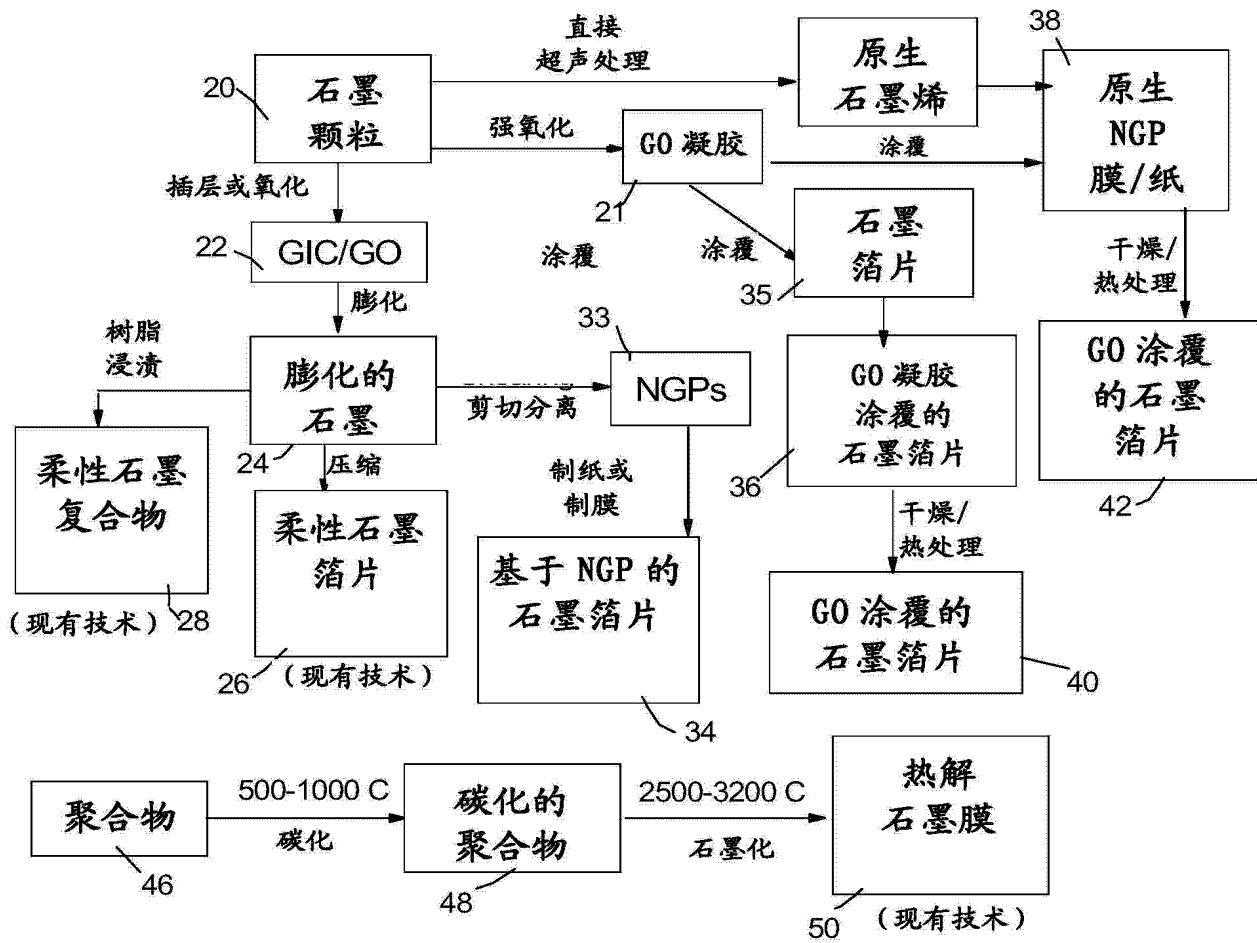 直接
超声处理
38
20
石墨
颗粒
原生
石墨烯
原生
NGP
膜/纸
强氧化
GO 凝胶
涂覆
21
插层或氧化
22
GIC/GO
涂覆
涂覆
石墨
箔片
35
干燥/
热处理
膨化
树脂
浸渍
33
膨化的
石墨
24
剪切分离
NGPs
GO 凝胶
涂覆的
石墨箔片
36
GO 涂覆
的石墨
箔片
42
柔性石墨
复合物
28
(现有技术)
压缩
柔性石墨
箔片
26
(现有技术)
制纸或
制膜
基于 NGP 的
石墨箔片
34
干燥/
热处理
GO 涂覆的
石墨箔片
40
聚合物
46
500-1000 C
碳化
碳化的
聚合物
48
2500-3200 C
石墨化
热解
石墨膜
50
(现有技术)